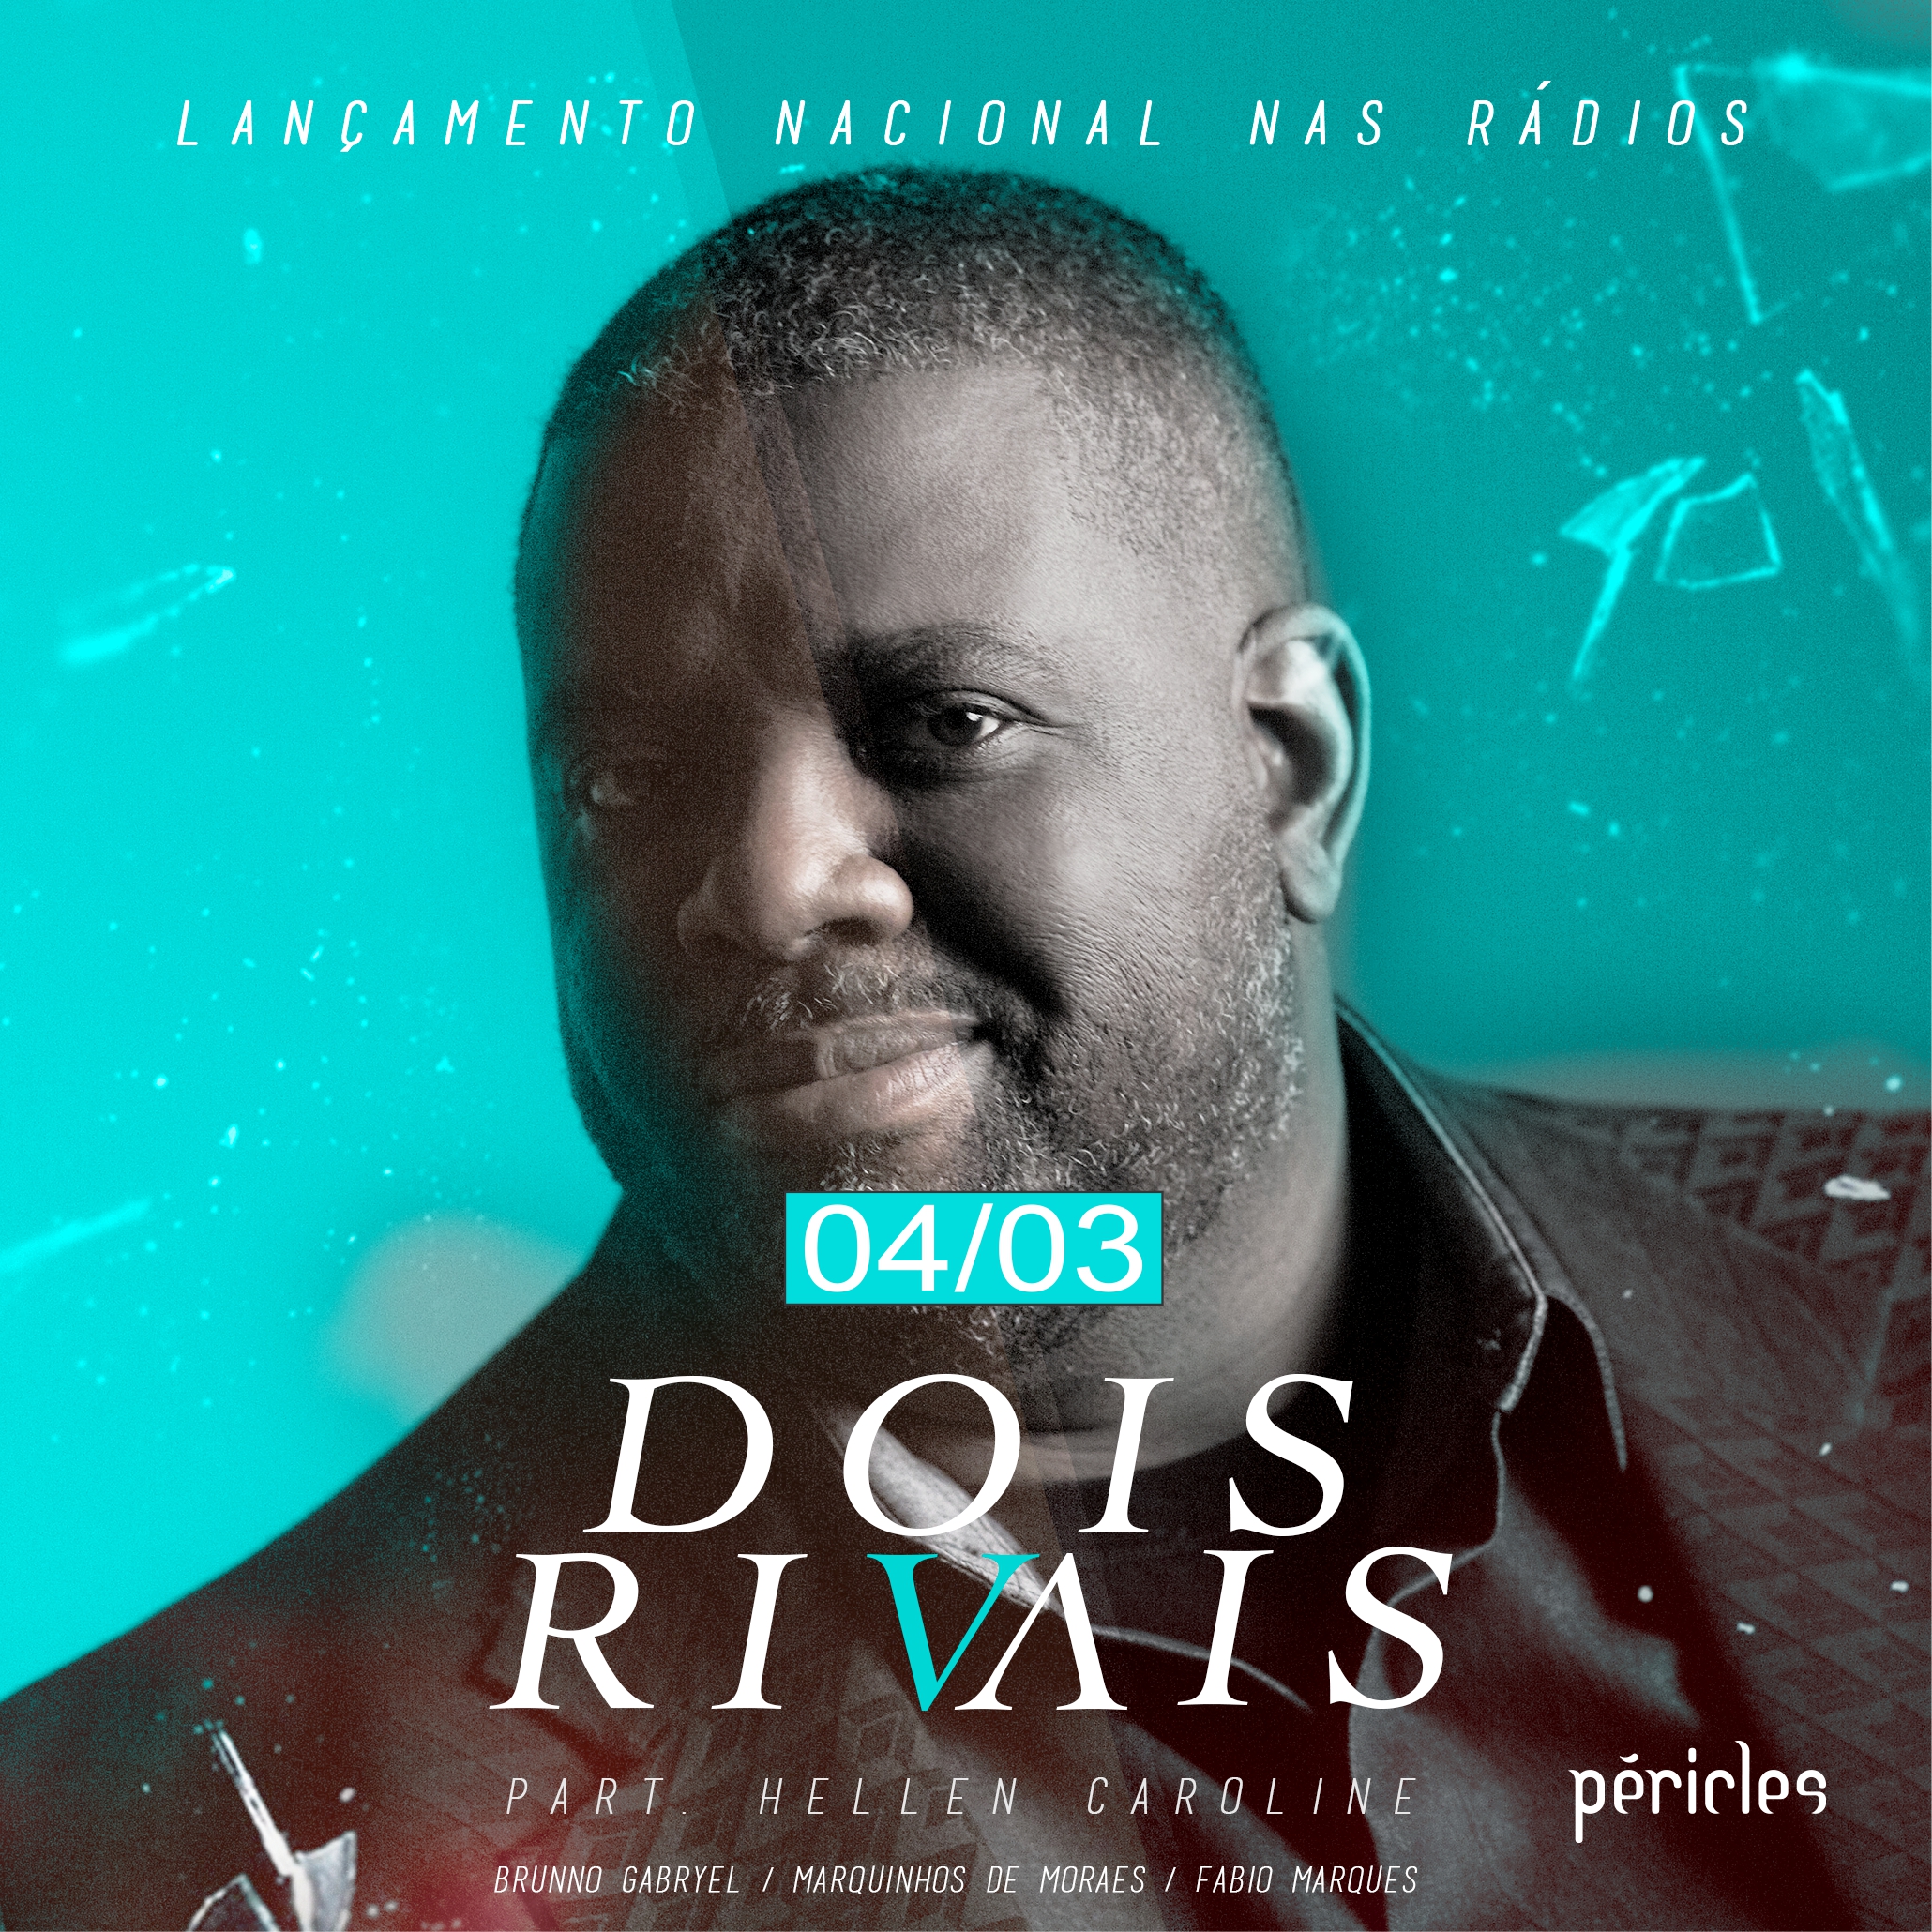 LANÇAMENTO NACIONAL NAS RÁDIOS
04/03
DOIS
RIVAIS
PART. HELLEN CAROLINE
péricles
BRUNNO GABRYEL / MARQUINHOS DE MORAES / FABIO MARQUES